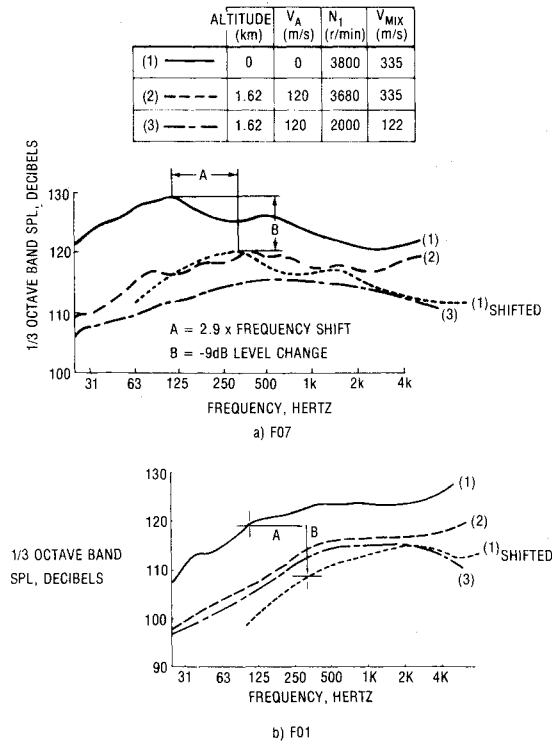 ALTITUDE (km) V_A (m/s) N_1 (r/min) V_MIX (m/s)
(1) 0 0 3800 335
(2) 1.62 120 3680 335
(3) 1.62 120 2000 122
1/3 OCTAVE BAND SPL, DECIBELS
130
120
110
100
A
B
(1)
(2)
(1) SHIFTED
(3)
A = 2.9 x FREQUENCY SHIFT
B = -9dB LEVEL CHANGE
31 63 125 250 500 1k 2k 4k
FREQUENCY, HERTZ
a) F07
1/3 OCTAVE BAND
SPL, DECIBELS
130
120
110
100
90
A
B
(1)
(2)
(1) SHIFTED
(3)
31 63 125 250 500 1K 2K 4K
FREQUENCY, HERTZ
b) F01